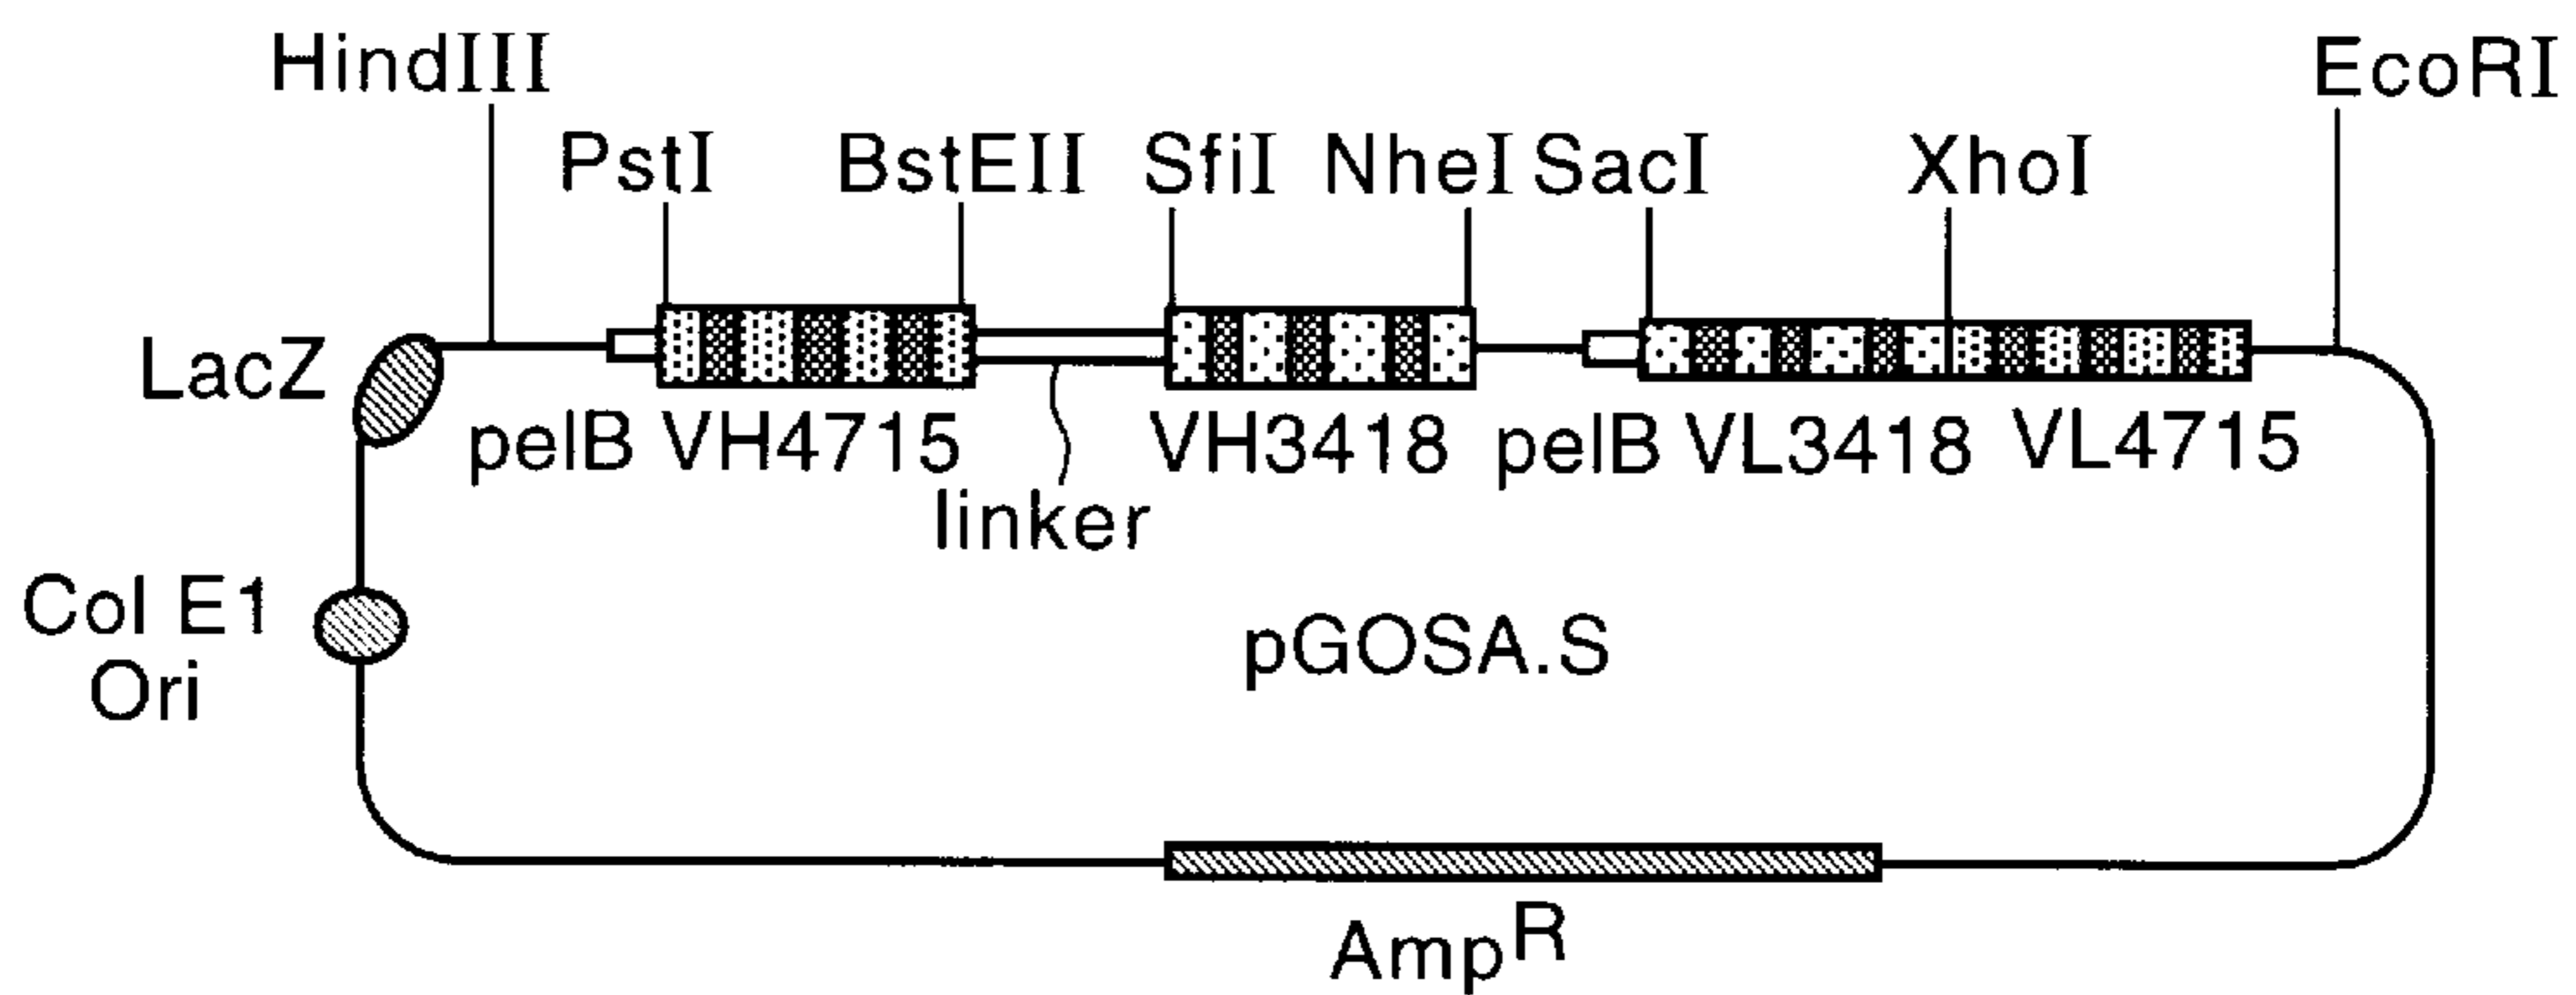 HindIII
EcoRI
PstI
BstEII
SfiI
NheI
SacI
XhoI
LacZ
pelB
VH4715
VH3418
pelB
VL3418
VL4715
linker
Col E1
Ori
pGOSA.S
AmpR